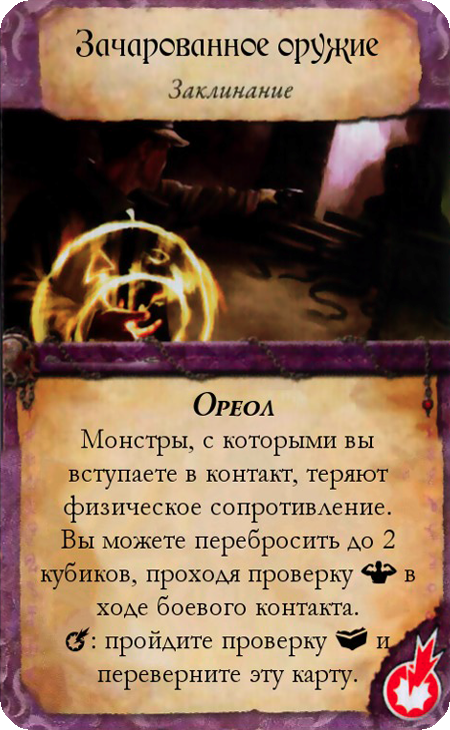 Зачарованное оружие
Заклинание
Ореол
Монстры, с которыми вы
вступаете в контакт, теряют
физическое сопротивление.
Вы можете перебросить до 2
кубиков, проходя проверку в
ходе боевого контакта.
: пройдите проверку и
переверните эту карту.